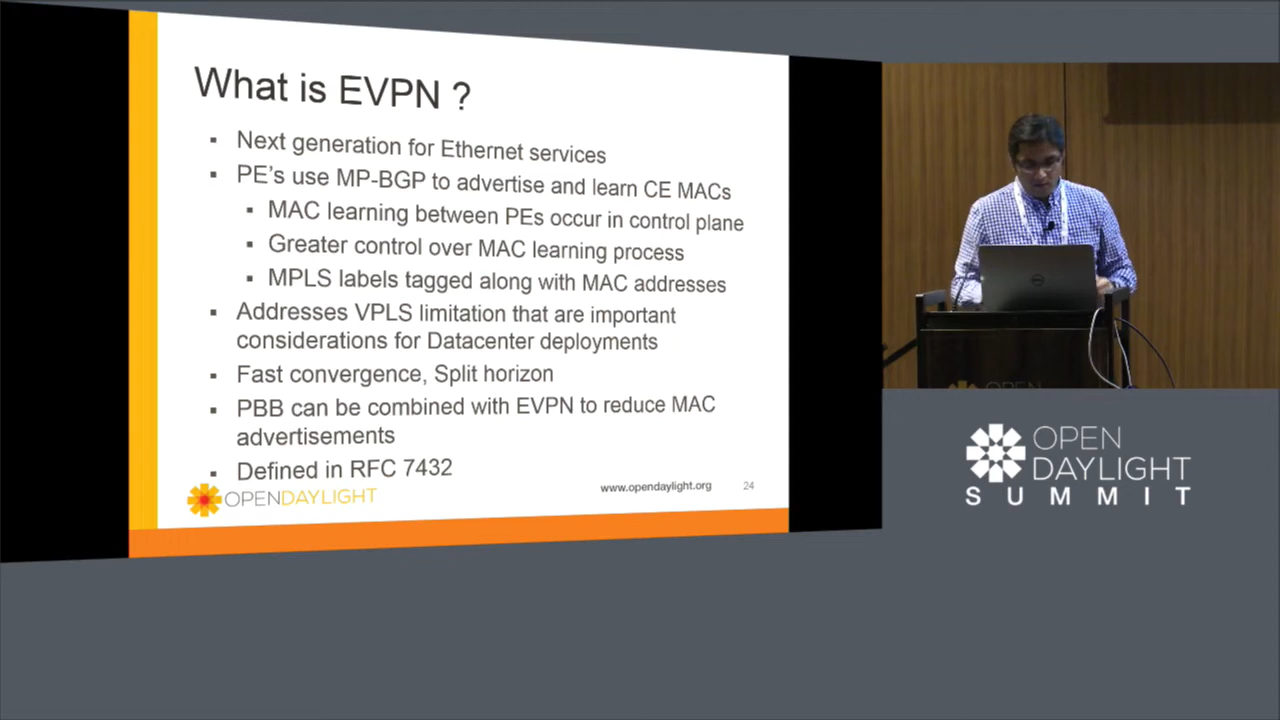 What is EVPN ?
▪ Next generation for Ethernet services
▪ PE's use MP-BGP to advertise and learn CE MACs
▪ MAC learning between PEs occur in control plane
▪ Greater control over MAC learning process
▪ MPLS labels tagged along with MAC addresses
▪ Addresses VPLS limitation that are important
considerations for Datacenter deployments
▪ Fast convergence, Split horizon
▪ PBB can be combined with EVPN to reduce MAC
advertisements
▪ Defined in RFC 7432
OPENDAYLIGHT
www.opendaylight.org 24
DELL
OPEN
OPEN
DAYLIGHT
SUMMIT